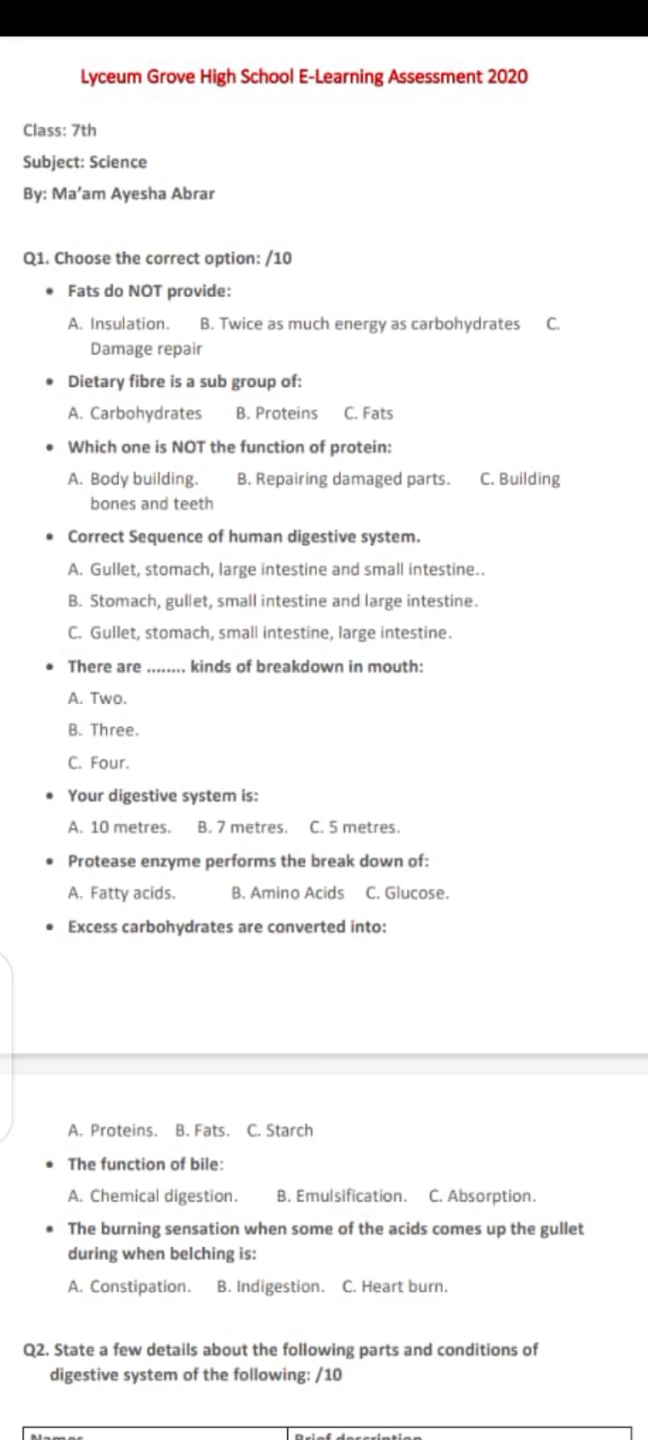 Lyceum Grove High School E-Learning Assessment 2020
Class: 7th
Subject: Science
By: Ma'am Ayesha Abrar
Q1. Choose the correct option: /10
• Fats do NOT provide:
A. Insulation. B. Twice as much energy as carbohydrates C.
Damage repair
• Dietary fibre is a sub group of:
A. Carbohydrates B. Proteins C. Fats
• Which one is NOT the function of protein:
A. Body building. B. Repairing damaged parts. C. Building
bones and teeth
• Correct Sequence of human digestive system.
A. Gullet, stomach, large intestine and small intestine..
B. Stomach, gullet, small intestine and large intestine.
C. Gullet, stomach, small intestine, large intestine.
• There are ........ kinds of breakdown in mouth:
A. Two.
B. Three.
C. Four.
• Your digestive system is:
A. 10 metres. B. 7 metres. C. 5 metres.
• Protease enzyme performs the break down of:
A. Fatty acids. B. Amino Acids C. Glucose.
• Excess carbohydrates are converted into:
A. Proteins. B. Fats. C. Starch
• The function of bile:
A. Chemical digestion. B. Emulsification. C. Absorption.
• The burning sensation when some of the acids comes up the gullet
during when belching is:
A. Constipation. B. Indigestion. C. Heart burn.
Q2. State a few details about the following parts and conditions of
digestive system of the following: /10
Names Brief description